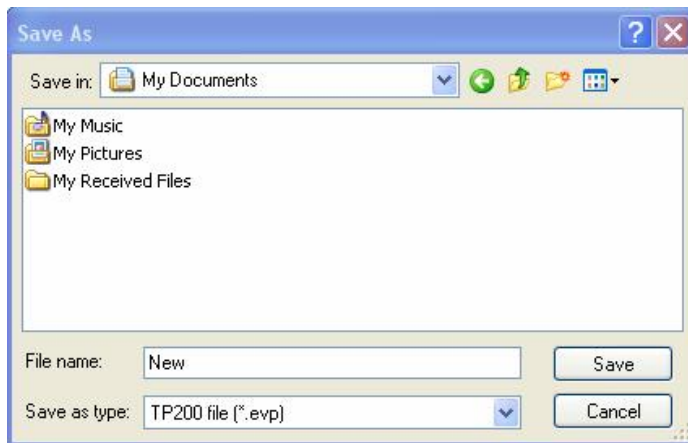 Save As
Save in: My Documents
My Music
My Pictures
My Received Files
File name: New Save
Save as type: TP200 file (*.evp) Cancel